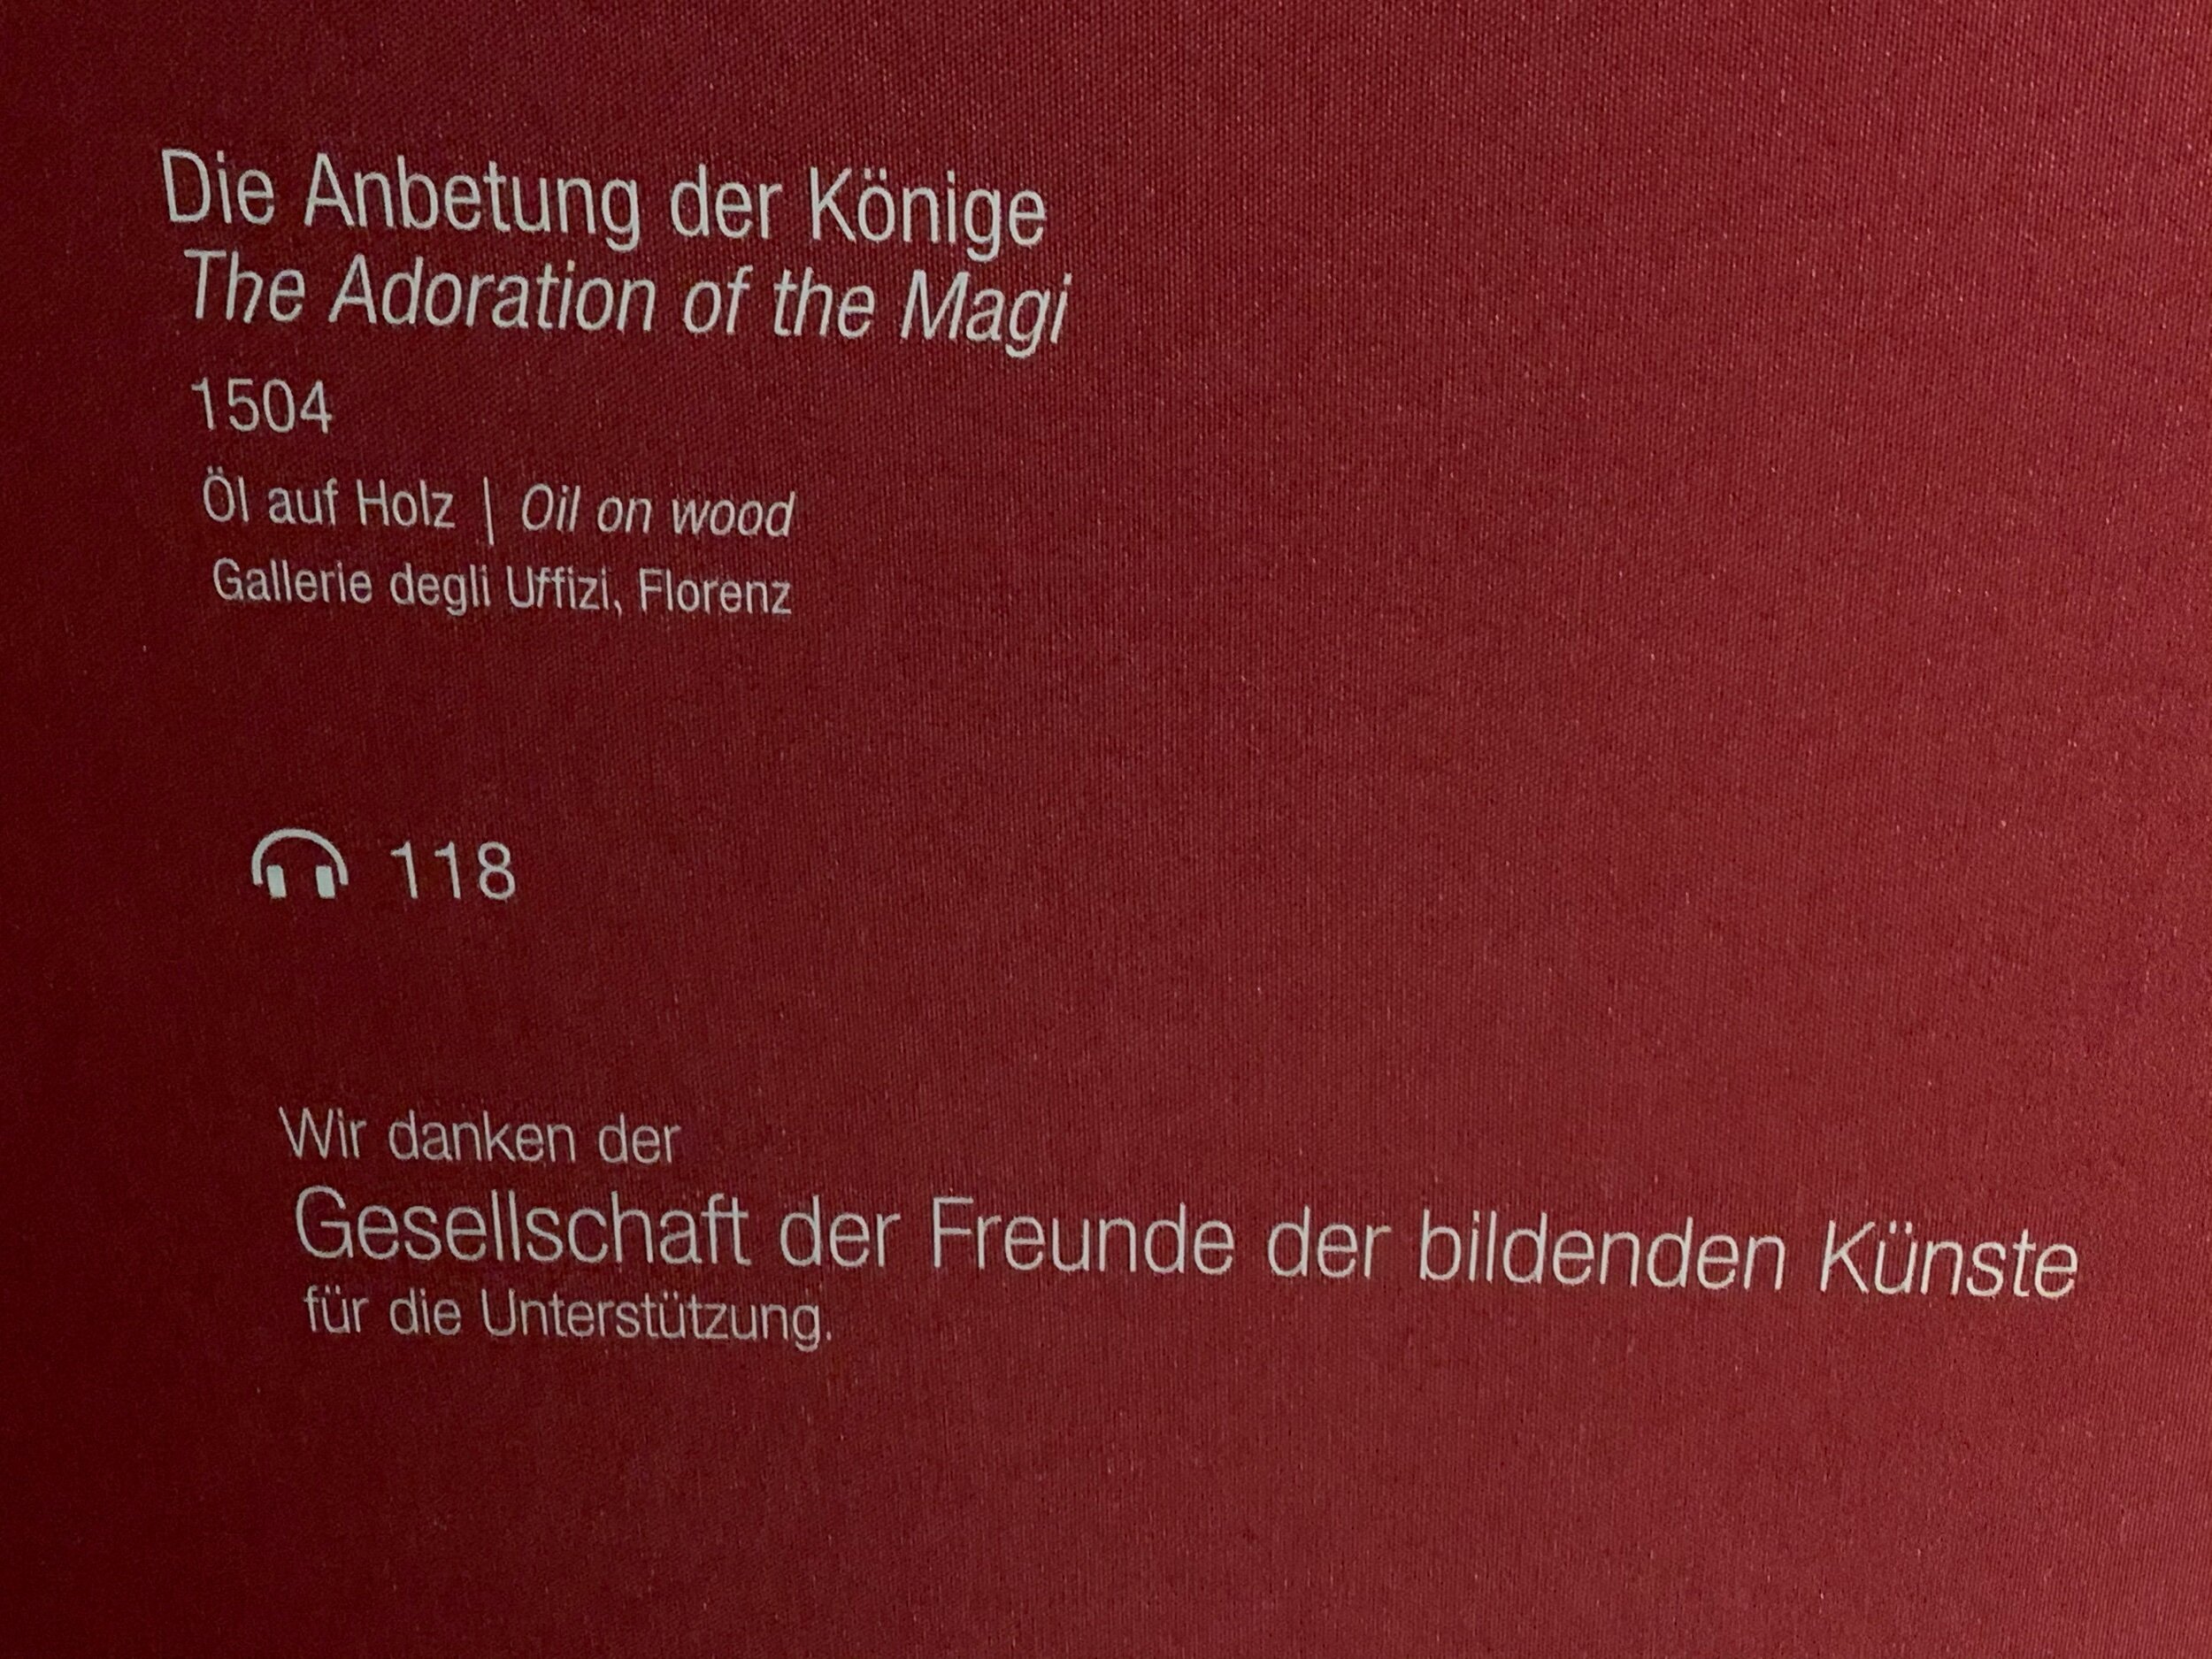 Die Anbetung der Könige
The Adoration of the Magi
1504
Öl auf Holz | Oil on wood
Gallerie degli Uffizi, Florenz
118
Wir danken der
Gesellschaft der Freunde der bildenden Künste
für die Unterstützung.